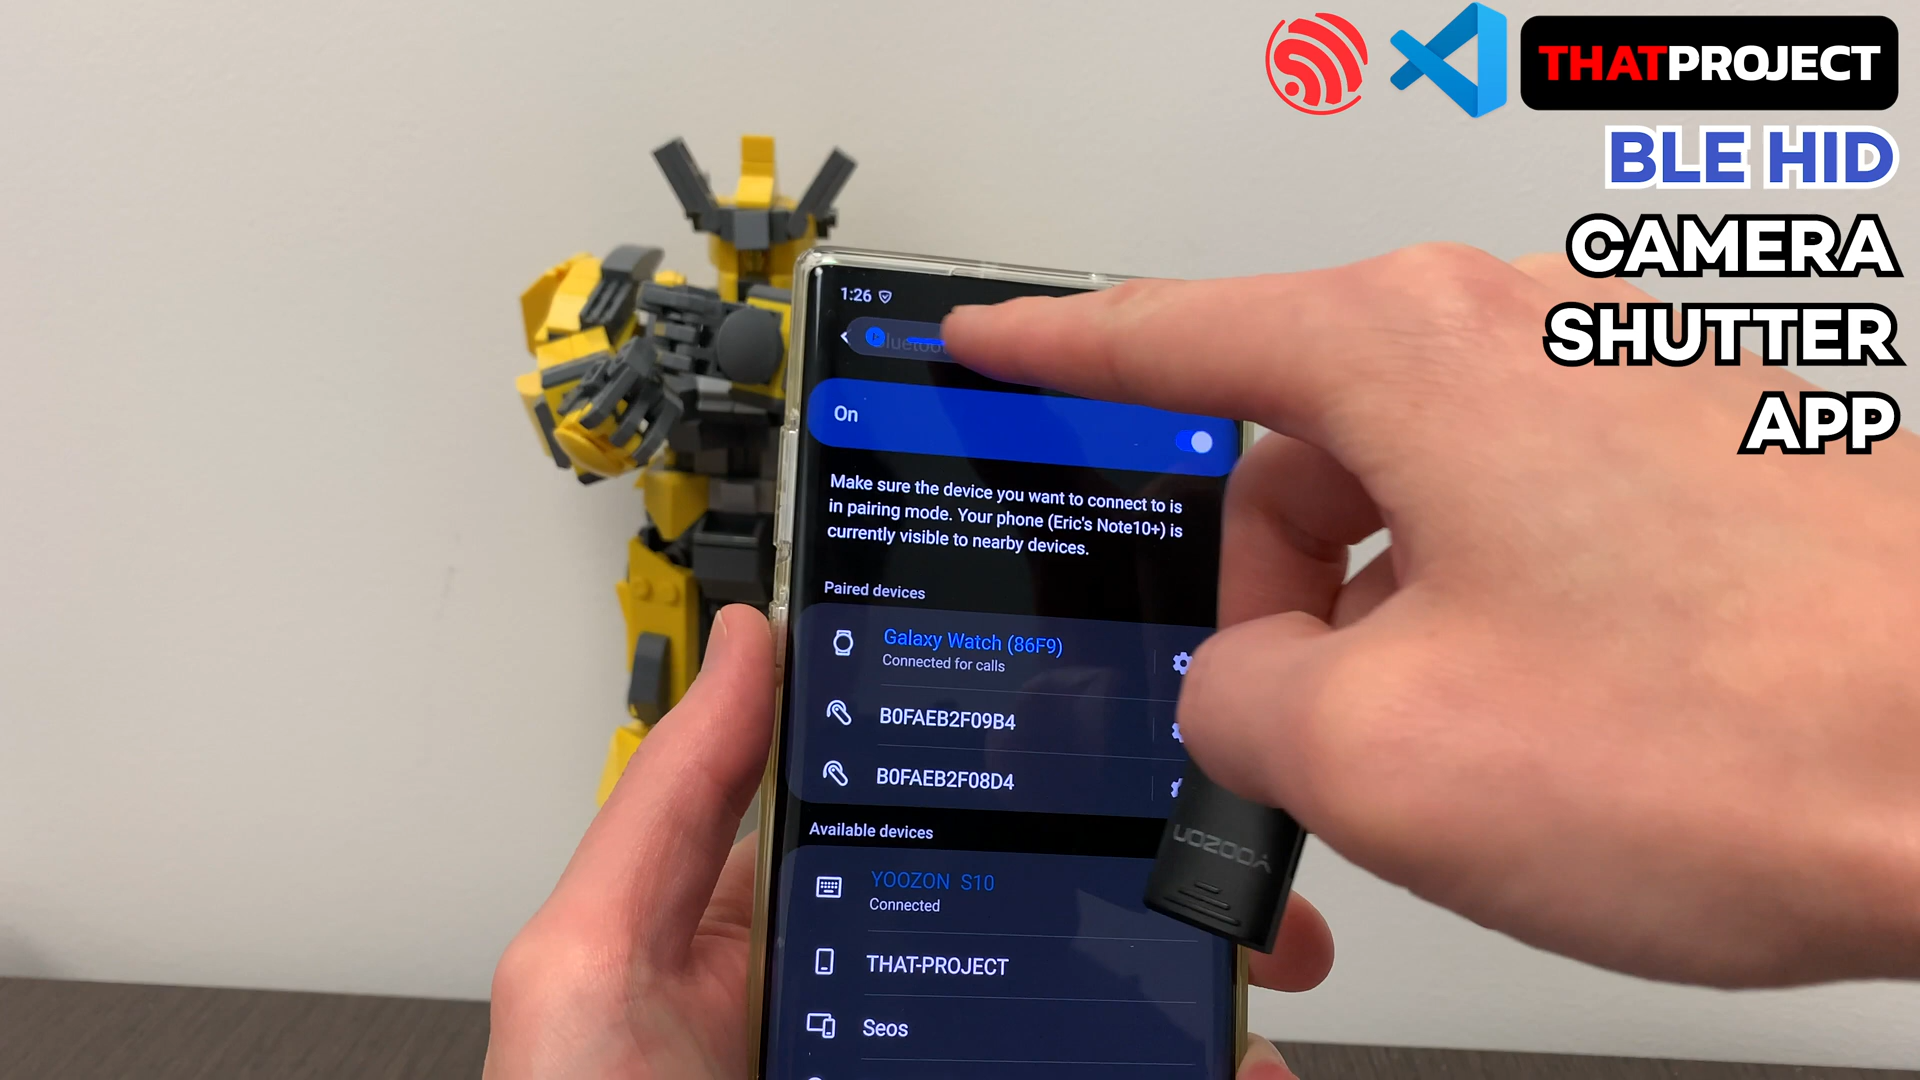 THATPROJECT
BLE HID
CAMERA
SHUTTER
APP
1:26
On
Make sure the device you want to connect to is
in pairing mode. Your phone (Eric's Note10+) is
currently visible to nearby devices.
Paired devices
Galaxy Watch (86F9)
Connected for calls
B0FAEB2F09B4
B0FAEB2F08D4
Available devices
YOOZON S10
Connected
THAT-PROJECT
Seos
YOOZON